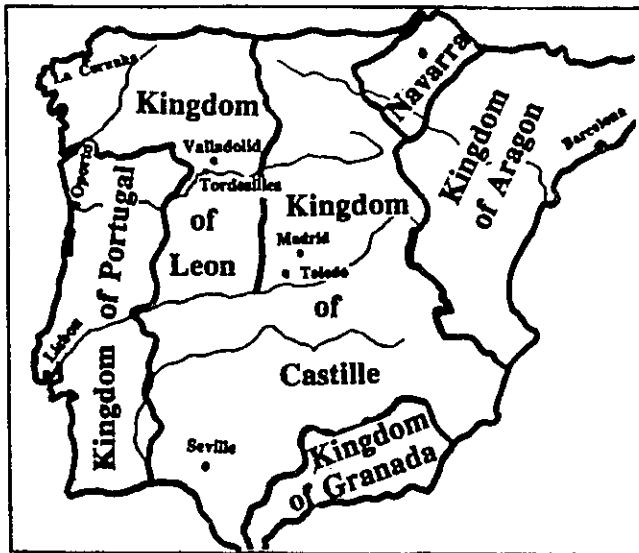 La Coruña
Kingdom
of
Leon
Valladolid
Tordesillas
Navarra
Kingdom
of Aragon
Barcelona
Oporto
Kingdom
of Portugal
Lisbon
Kingdom
of
Castille
Madrid
Toledo
Seville
Kingdom
of Granada